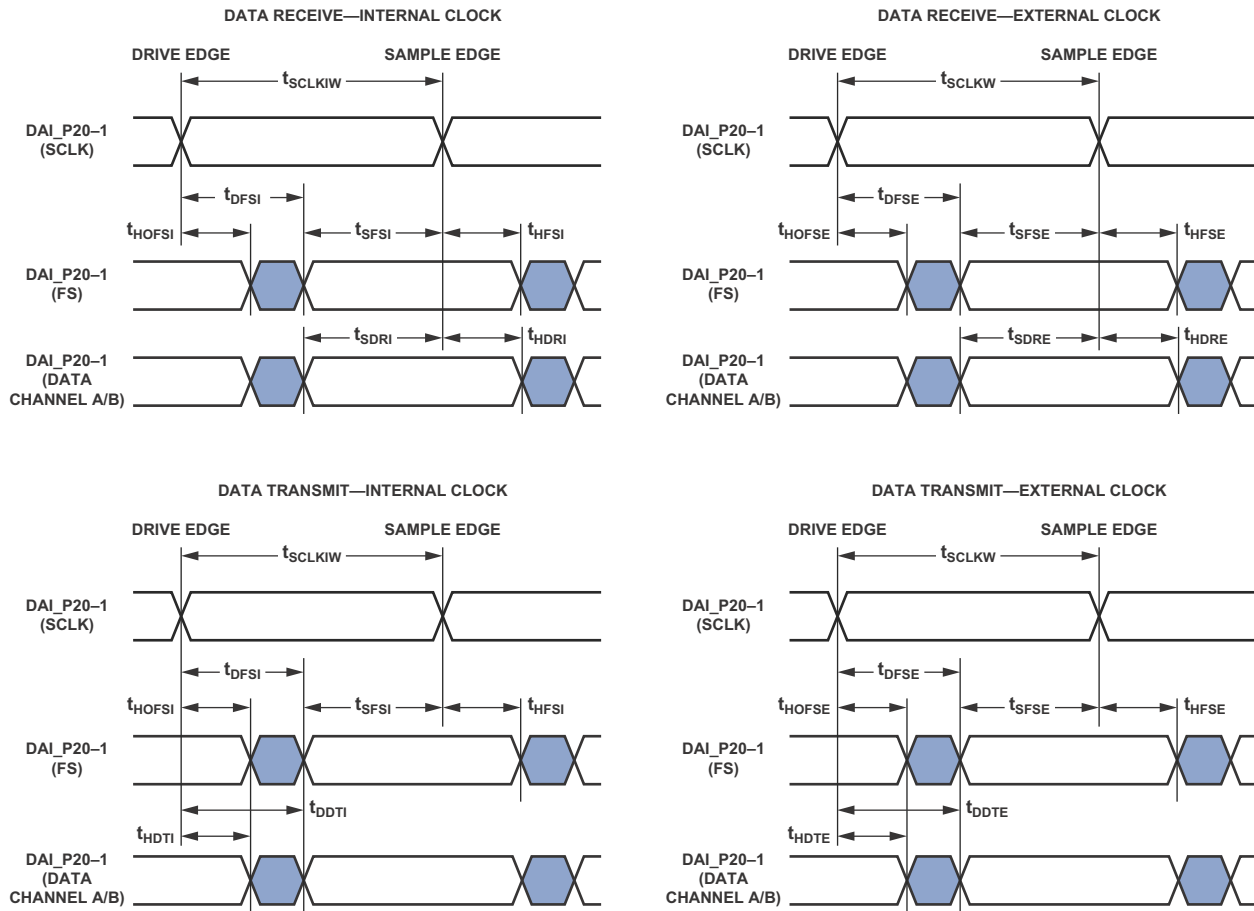 DATA RECEIVE—INTERNAL CLOCK
DRIVE EDGE
SAMPLE EDGE
tSCLKIW
DAI_P20–1
(SCLK)
tDFSI
tHOFSI
tSFSI
tHFSI
DAI_P20–1
(FS)
tSDRI
tHDRI
DAI_P20–1
(DATA
CHANNEL A/B)
DATA RECEIVE—EXTERNAL CLOCK
DRIVE EDGE
SAMPLE EDGE
tSCLKW
DAI_P20–1
(SCLK)
tDFSE
tHOFSE
tSFSE
tHFSE
DAI_P20–1
(FS)
tSDRE
tHDRE
DAI_P20–1
(DATA
CHANNEL A/B)
DATA TRANSMIT—INTERNAL CLOCK
DRIVE EDGE
SAMPLE EDGE
tSCLKIW
DAI_P20–1
(SCLK)
tDFSI
tHOFSI
tSFSI
tHFSI
DAI_P20–1
(FS)
tDDTI
tHDTI
DAI_P20–1
(DATA
CHANNEL A/B)
DATA TRANSMIT—EXTERNAL CLOCK
DRIVE EDGE
SAMPLE EDGE
tSCLKW
DAI_P20–1
(SCLK)
tDFSE
tHOFSE
tSFSE
tHFSE
DAI_P20–1
(FS)
tDDTE
tHDTE
DAI_P20–1
(DATA
CHANNEL A/B)